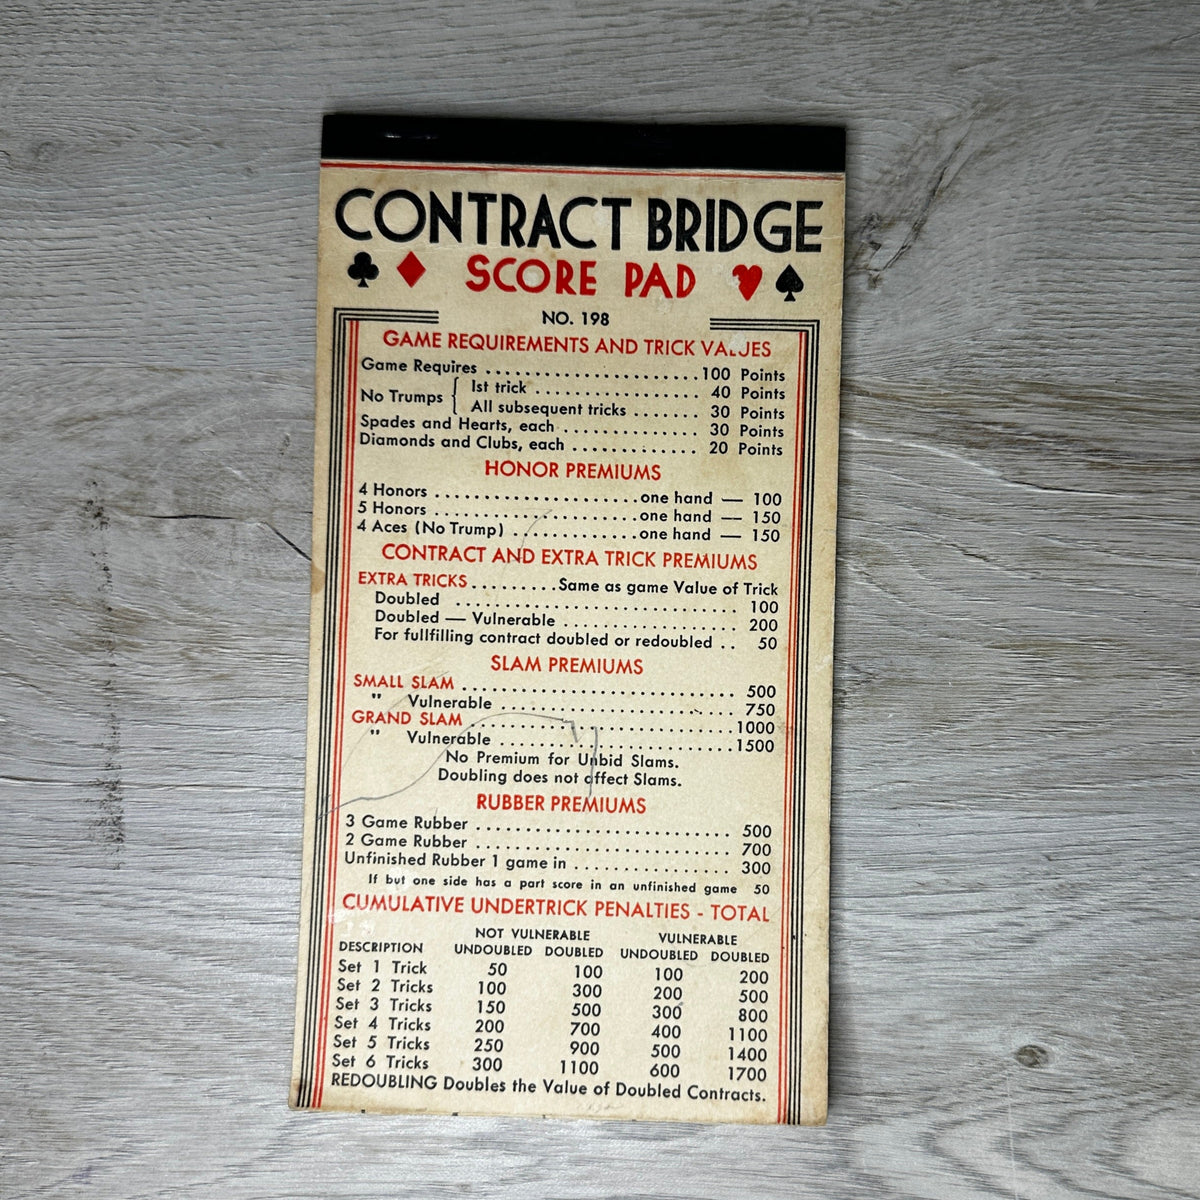 CONTRACT BRIDGE
SCORE PAD
NO. 198
GAME REQUIREMENTS AND TRICK VALUES
Game Requires ........................ 100 Points
No Trumps { 1st trick .................. 40 Points
All subsequent tricks ....... 30 Points
Spades and Hearts, each .............. 30 Points
Diamonds and Clubs, each ............. 20 Points
HONOR PREMIUMS
4 Honors ...................... one hand — 100
5 Honors ...................... one hand — 150
4 Aces (No Trump) ............. one hand — 150
CONTRACT AND EXTRA TRICK PREMIUMS
EXTRA TRICKS .......... Same as game Value of Trick
Doubled .............................. 100
Doubled — Vulnerable ................... 200
For fullfilling contract doubled or redoubled .. 50
SLAM PREMIUMS
SMALL SLAM .............................. 500
" Vulnerable .......................... 750
GRAND SLAM ............................. 1000
" Vulnerable ......................... 1500
No Premium for Unbid Slams.
Doubling does not affect Slams.
RUBBER PREMIUMS
3 Game Rubber ............................ 500
2 Game Rubber ............................ 700
Unfinished Rubber 1 game in ................. 300
If but one side has a part score in an unfinished game 50
CUMULATIVE UNDERTRICK PENALTIES - TOTAL
NOT VULNERABLE VULNERABLE
DESCRIPTION UNDOUBLED DOUBLED UNDOUBLED DOUBLED
Set 1 Trick 50 100 100 200
Set 2 Tricks 100 300 200 500
Set 3 Tricks 150 500 300 800
Set 4 Tricks 200 700 400 1100
Set 5 Tricks 250 900 500 1400
Set 6 Tricks 300 1100 600 1700
REDOUBLING Doubles the Value of Doubled Contracts.